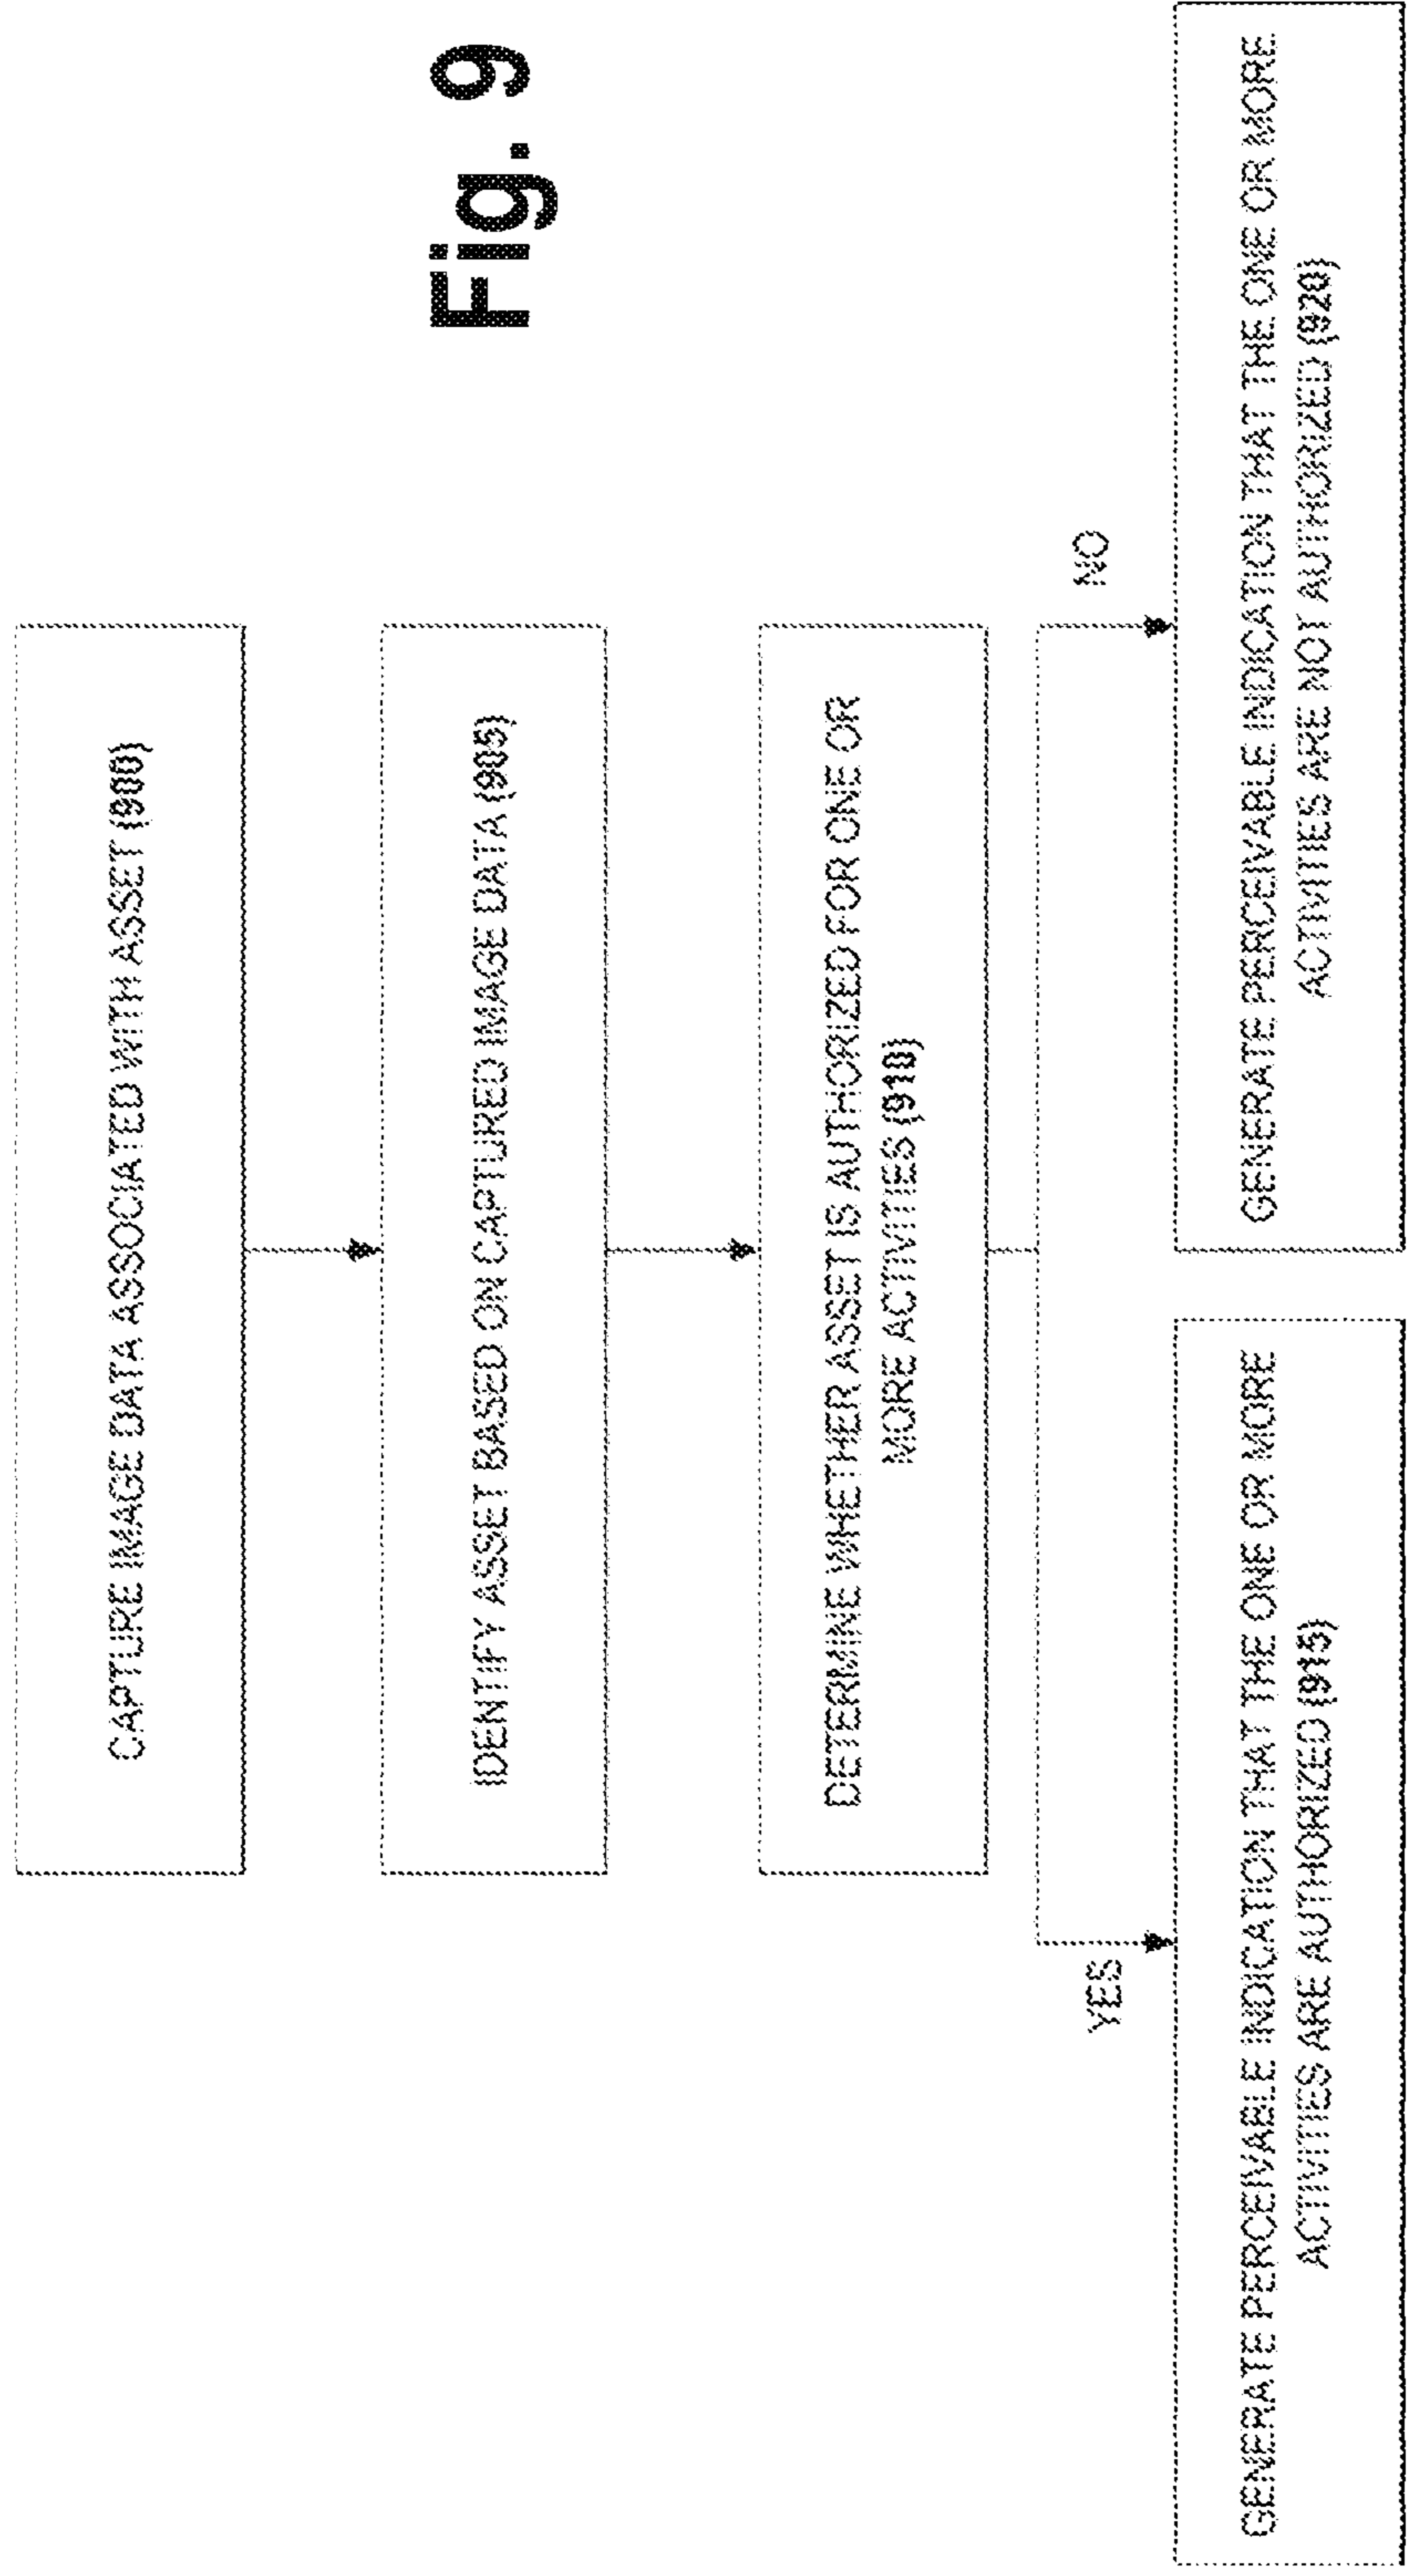 CAPTURE IMAGE DATA ASSOCIATED WITH ASSET (900)
IDENTIFY ASSET BASED ON CAPTURED IMAGE DATA (905)
DETERMINE WHETHER ASSET IS AUTHORIZED FOR ONE OR
MORE ACTIVITIES (910)
YES
NO
GENERATE PERCEIVABLE INDICATION THAT THE ONE OR MORE
ACTIVITIES ARE AUTHORIZED (915)
GENERATE PERCEIVABLE INDICATION THAT THE ONE OR MORE
ACTIVITIES ARE NOT AUTHORIZED (920)
Fig. 9